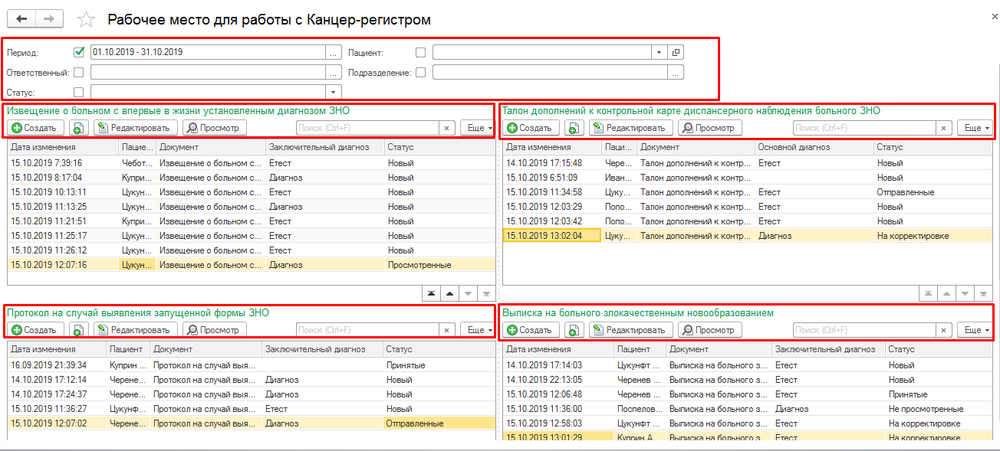 Рабочее место для работы с Канцер-регистром
Период: 01.10.2019 - 31.10.2019 ... Пациент:
Ответственный: ... Подразделение: ...
Статус:
Извещение о больном с впервые в жизни установленным диагнозом ЗНО
Создать Редактировать Просмотр Поиск (Ctrl+F) × Еще
Дата изменения Пацие... Документ Заключительный диагноз Статус
15.10.2019 7:39:16 Чебот... Извещение о больном с... Етест Новый
15.10.2019 8:17:04 Купри... Извещение о больном с... Диагноз Новый
15.10.2019 10:13:11 Цукун... Извещение о больном с... Етест Новый
15.10.2019 11:13:25 Цукун... Извещение о больном с... Диагноз Новый
15.10.2019 11:21:51 Купри... Извещение о больном с... Етест Новый
15.10.2019 11:25:17 Цукун... Извещение о больном с... Етест Новый
15.10.2019 11:26:12 Цукун... Извещение о больном с... Етест Новый
15.10.2019 12:07:16 Цукун... Извещение о больном с... Диагноз Просмотренные
Талон дополнений к контрольной карте диспансерного наблюдения больного ЗНО
Создать Редактировать Просмотр Поиск (Ctrl+F) × Еще
Дата изменения Паци... Документ Основной диагноз Статус
14.10.2019 17:15:48 Чере... Талон дополнений к контр... Етест Новый
15.10.2019 6:51:09 Иван... Талон дополнений к контр... Новый
15.10.2019 11:34:58 Цуку... Талон дополнений к контр... Етест Отправленные
15.10.2019 12:03:29 Попо... Талон дополнений к контр... Етест Новый
15.10.2019 12:03:42 Попо... Талон дополнений к контр... Етест Новый
15.10.2019 13:02:04 Цуку... Талон дополнений к контр... Диагноз На корректировке
Протокол на случай выявления запущенной формы ЗНО
Создать Редактировать Просмотр Поиск (Ctrl+F) × Еще
Дата изменения Пациент Документ Заключительный диагноз Статус
16.09.2019 21:39:34 Куприн ... Протокол на случай выя... Принятые
14.10.2019 17:12:14 Черене... Протокол на случай выя... Диагноз Новый
14.10.2019 17:24:37 Черене... Протокол на случай выя... Диагноз Новый
15.10.2019 11:36:27 Цукунф... Протокол на случай выя... Етест Новый
15.10.2019 12:07:02 Черене... Протокол на случай выя... Диагноз Отправленные
Выписка на больного злокачественным новообразованием
Создать Редактировать Просмотр Поиск (Ctrl+F) × Еще
Дата изменения Пациент Документ Заключительный диагноз Статус
14.10.2019 17:14:03 Цукунфт ... Выписка на больного з... Етест Новый
14.10.2019 22:13:05 Черенев ... Выписка на больного з... Етест Новый
15.10.2019 12:06:48 Черенев ... Выписка на больного з... Етест Принятые
15.10.2019 11:36:00 Поспелов... Выписка на больного з... Диагноз Не просмотренные
15.10.2019 12:58:03 Цукунфт ... Выписка на больного з... Етест На корректировке
15.10.2019 13:01:29 Куприн А... Выписка на больного з... Етест На корректировке